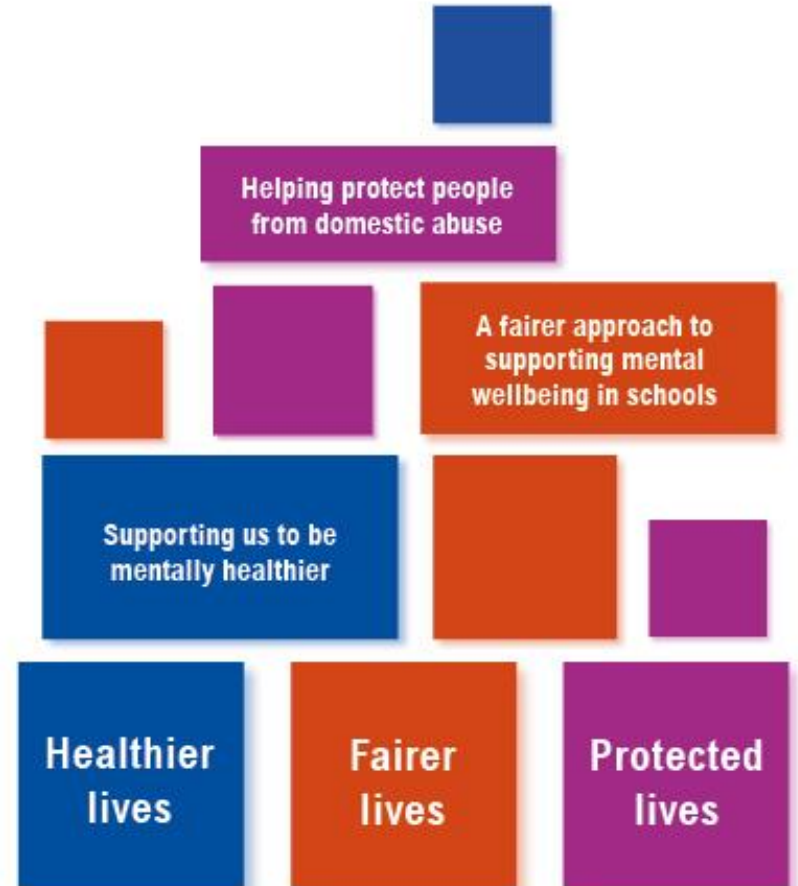 Helping protect people
from domestic abuse
A fairer approach to
supporting mental
wellbeing in schools
Supporting us to be
mentally healthier
Healthier
lives
Fairer
lives
Protected
lives